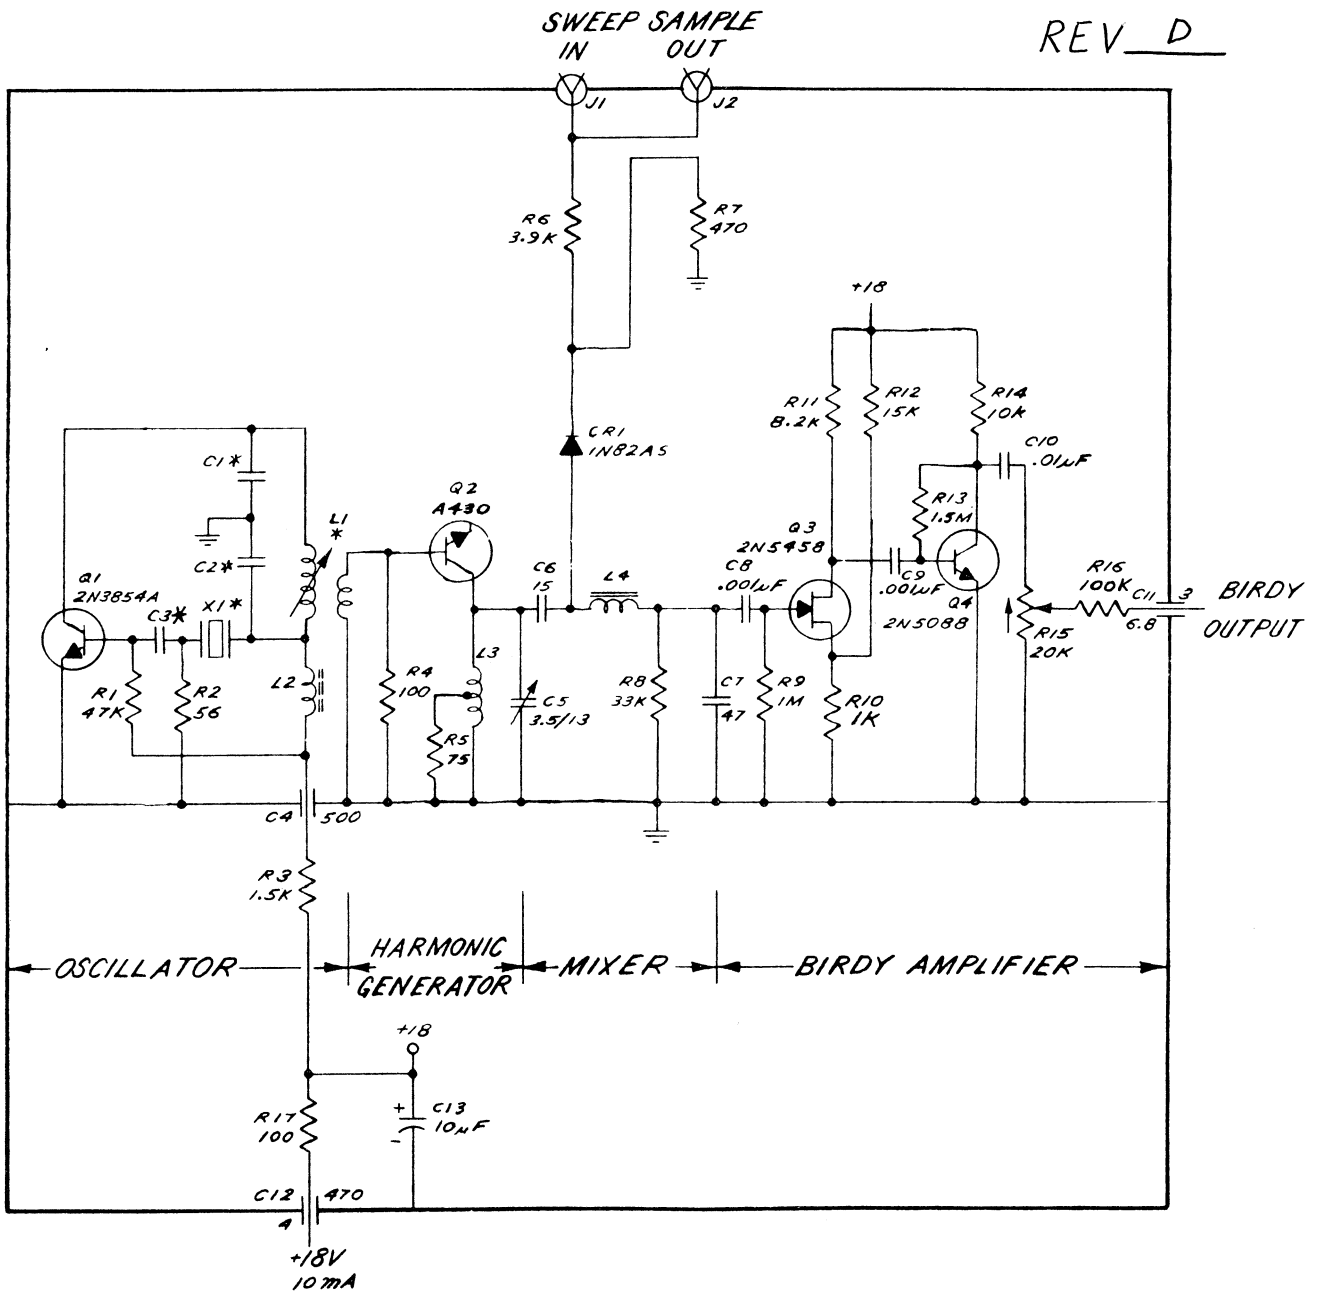 SWEEP SAMPLE
IN OUT
REV D
J1
J2
R6
3.9K
R7
470
+18
R11
8.2K
R12
15K
R14
10K
C10
.01µF
CR1
1N82AS
C1*
L1
*
C2*
Q2
A430
R13
1.5M
Q3
2N5458
Q1
2N3854A
C3*
X1*
C6
15
L4
C8
.001µF
C9
.001µF
Q4
2N5088
R16
100K
C11
3
6.8
BIRDY
OUTPUT
R15
20K
R1
47K
R2
56
L2
R4
100
L3
R5
75
C5
3.5/13
R8
33K
C7
47
R9
1M
R10
1K
C4
500
R3
1.5K
OSCILLATOR
HARMONIC
GENERATOR
MIXER
BIRDY AMPLIFIER
+18
R17
100
+
C13
10µF
-
C12
470
4
+18V
10mA